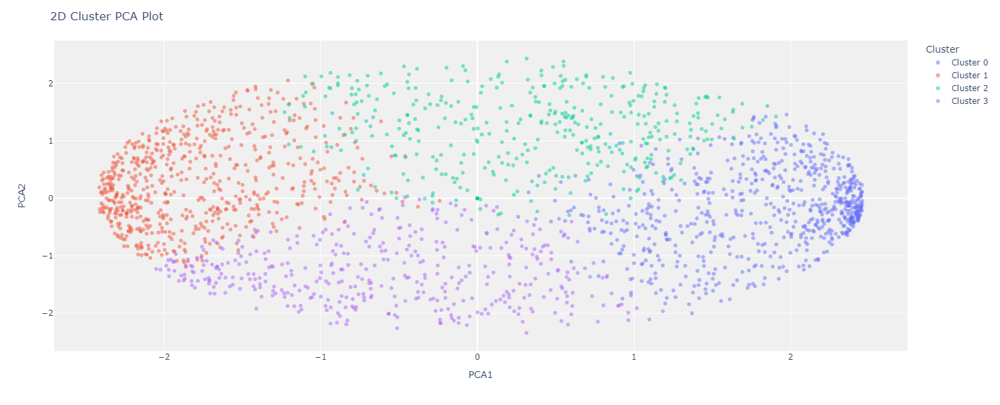 2D Cluster PCA Plot
Cluster
Cluster 0
Cluster 1
Cluster 2
Cluster 3
PCA2
2
1
0
−1
−2
−2
−1
0
1
2
PCA1